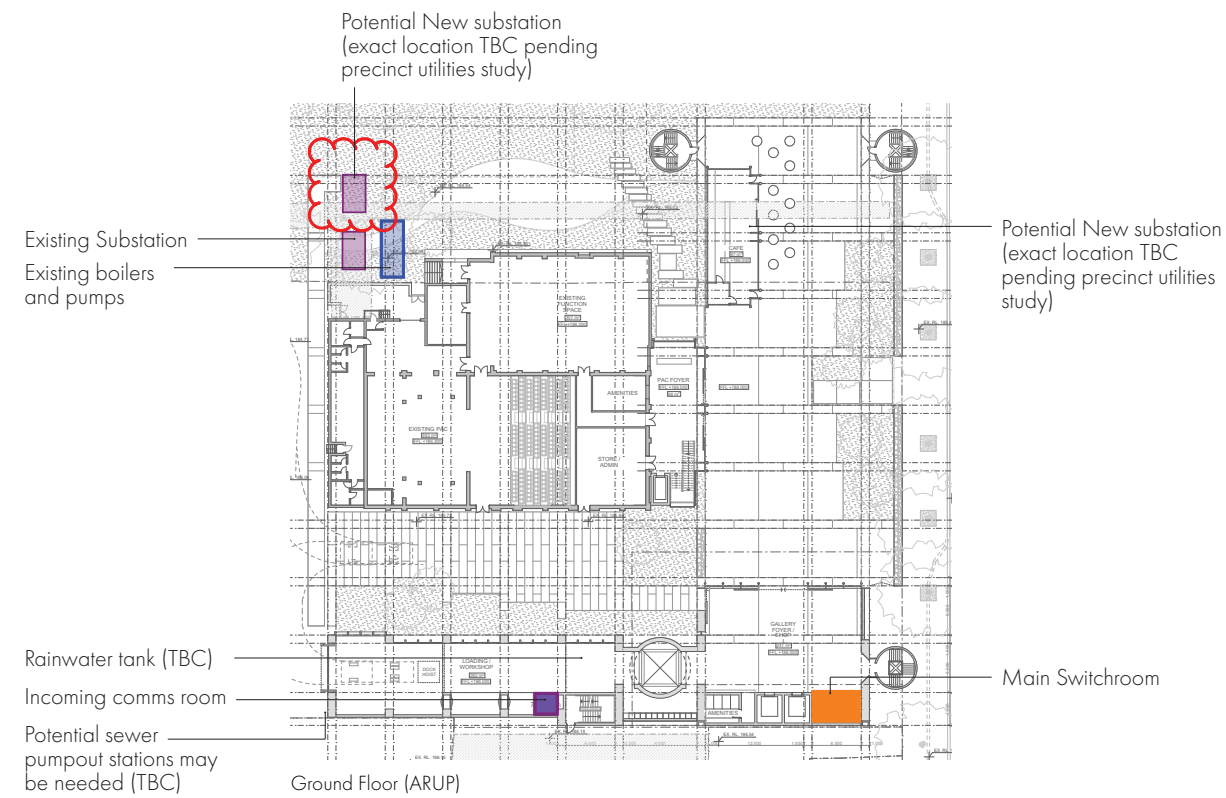 Potential New substation
(exact location TBC pending
precinct utilities study)
Existing Substation
Existing boilers
and pumps
Potential New substation
(exact location TBC
pending precinct utilities
study)
CAFE
EXISTING
FUNCTION
SPACE
PAC FOYER
AMENITIES
EXISTING PAC
STORE /
ADMIN
GALLERY
FOYER /
SHOP
LOADING /
WORKSHOP
DOCK
HOIST
AMENITIES
Rainwater tank (TBC)
Incoming comms room
Potential sewer
pumpout stations may
be needed (TBC)
Main Switchroom
Ground Floor (ARUP)